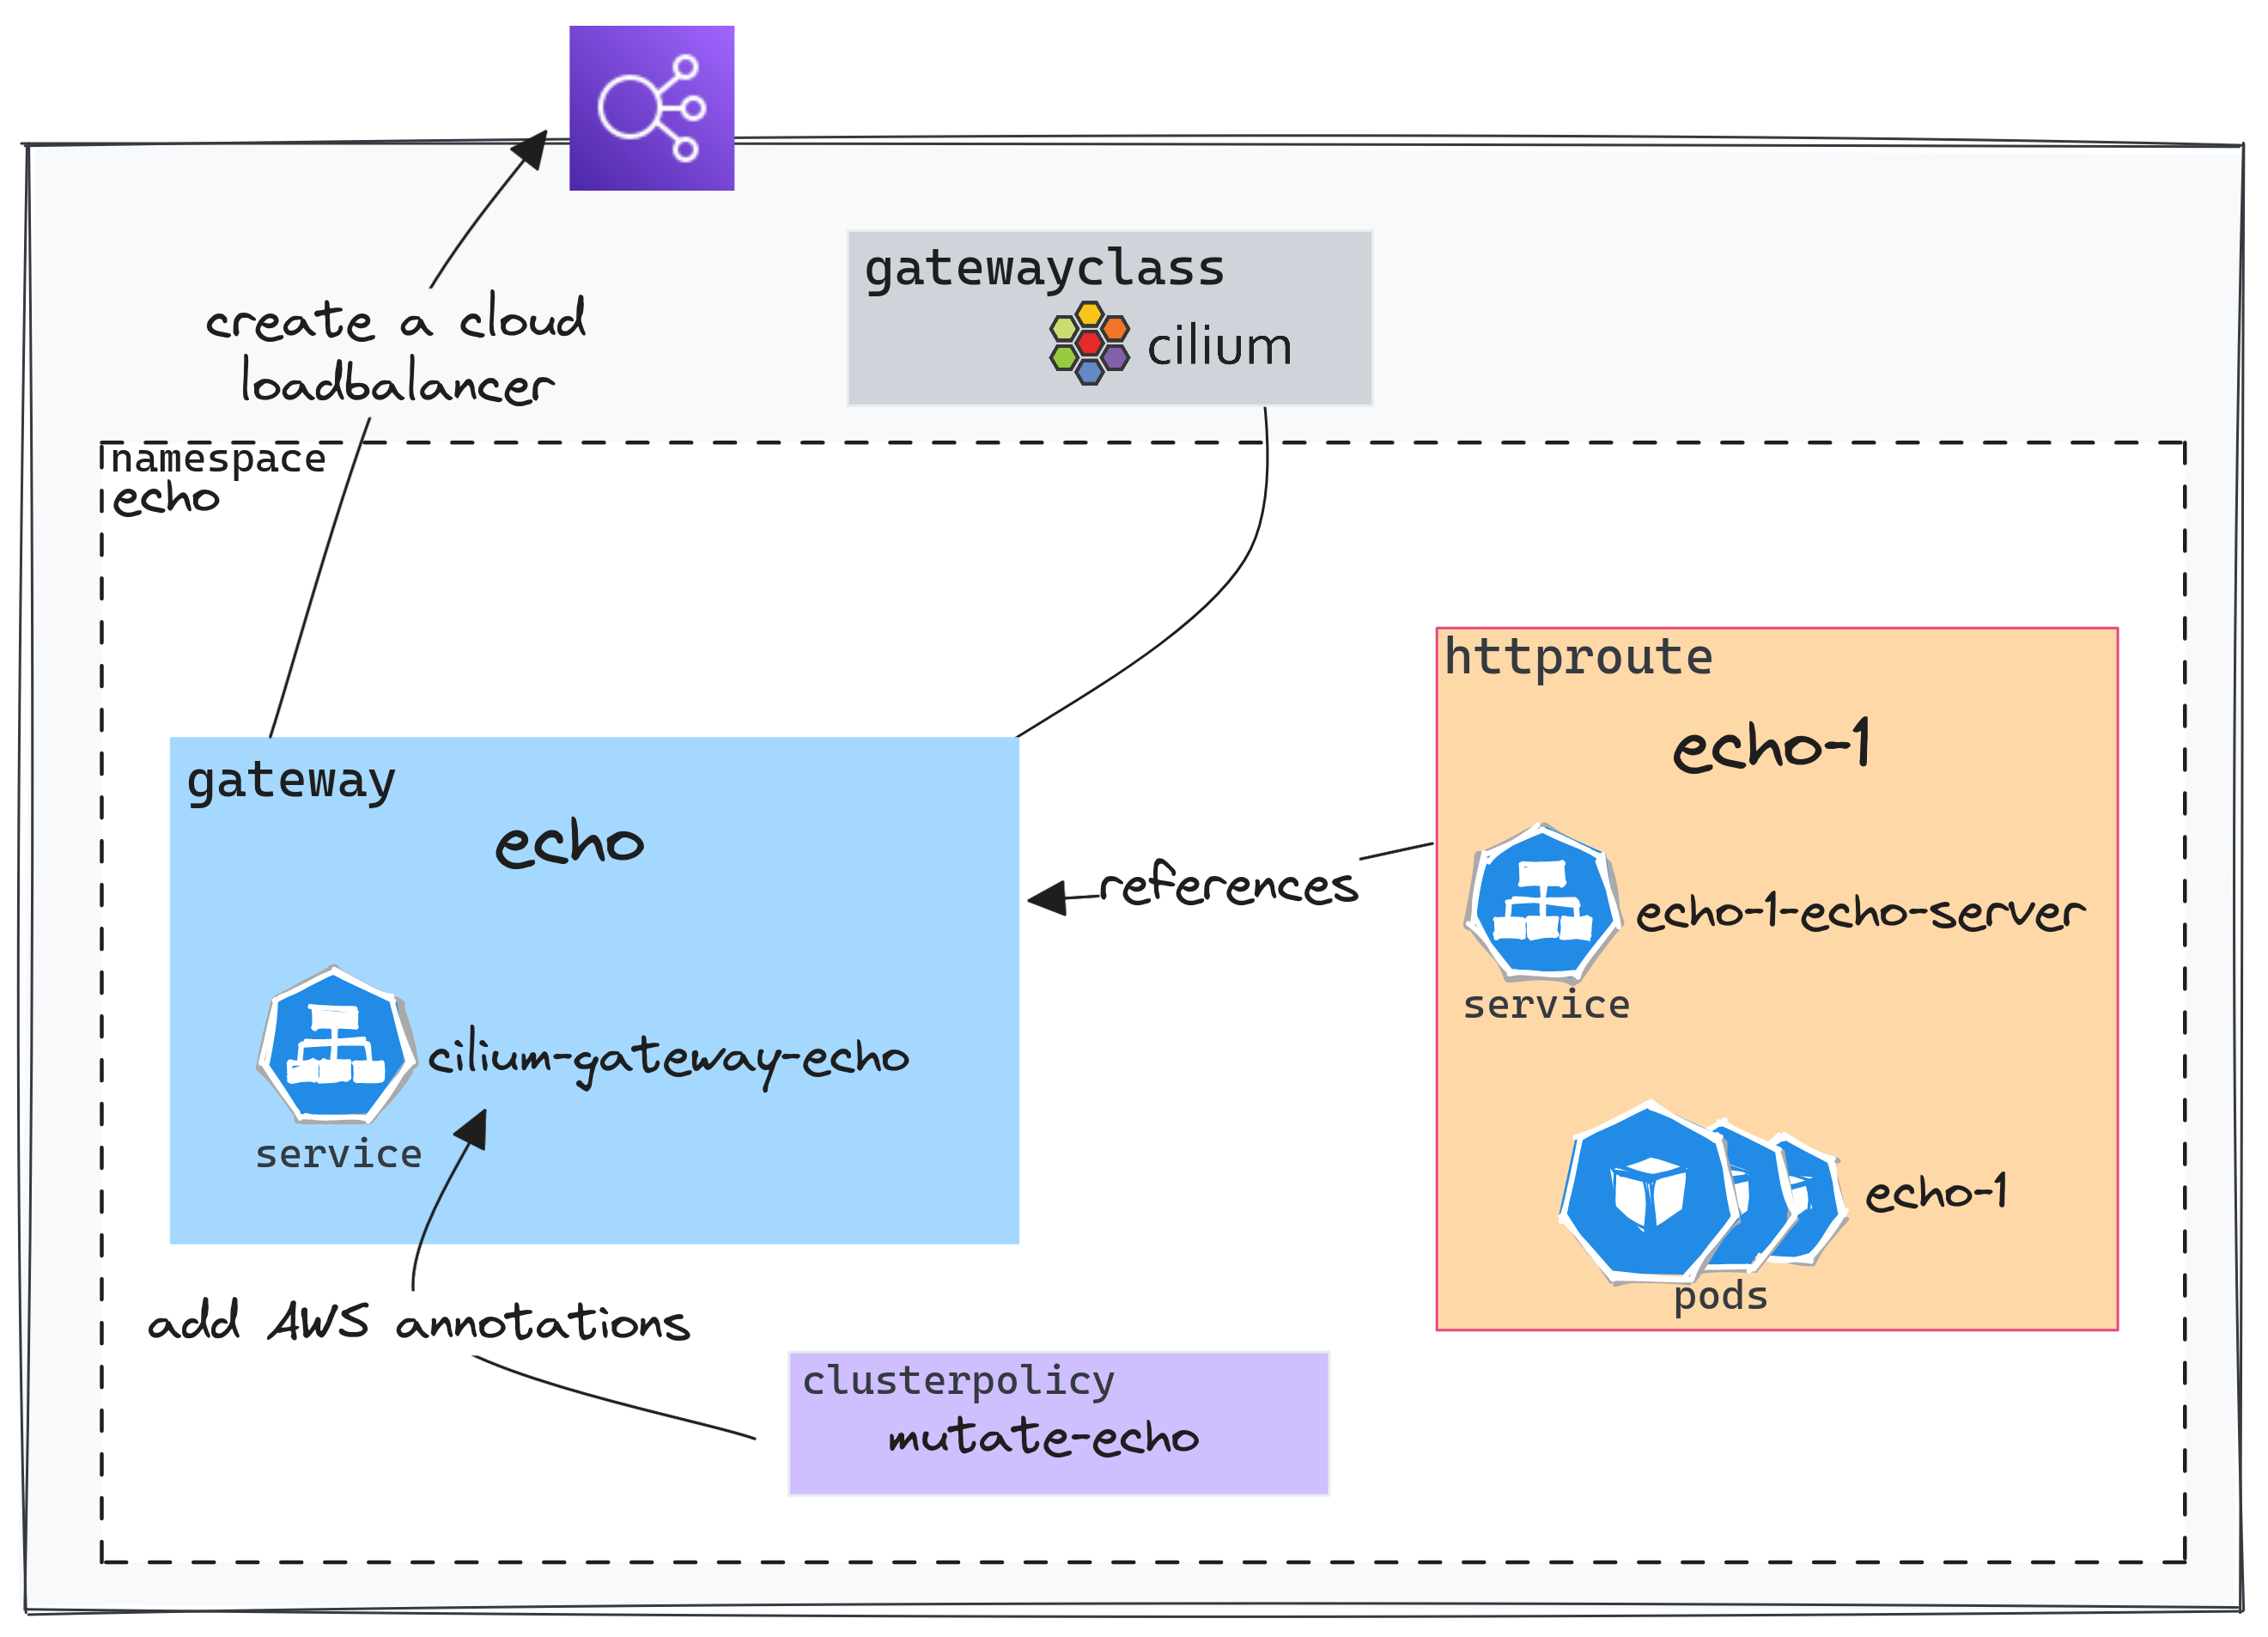 gatewayclass
cilium
create a cloud
loadbalancer
namespace
echo
httproute
echo-1
gateway
echo
references
echo-1-echo-server
service
cilium-gateway-echo
service
echo-1
pods
add AWS annotations
clusterpolicy
mutate-echo